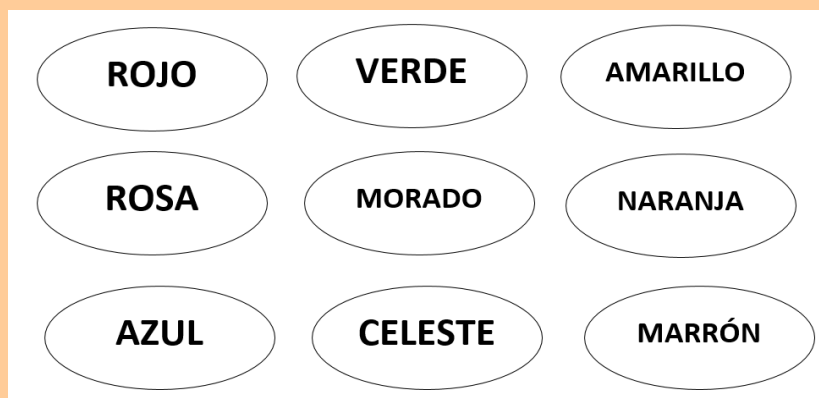 ROJO VERDE AMARILLO
ROSA MORADO NARANJA
AZUL CELESTE MARRÓN